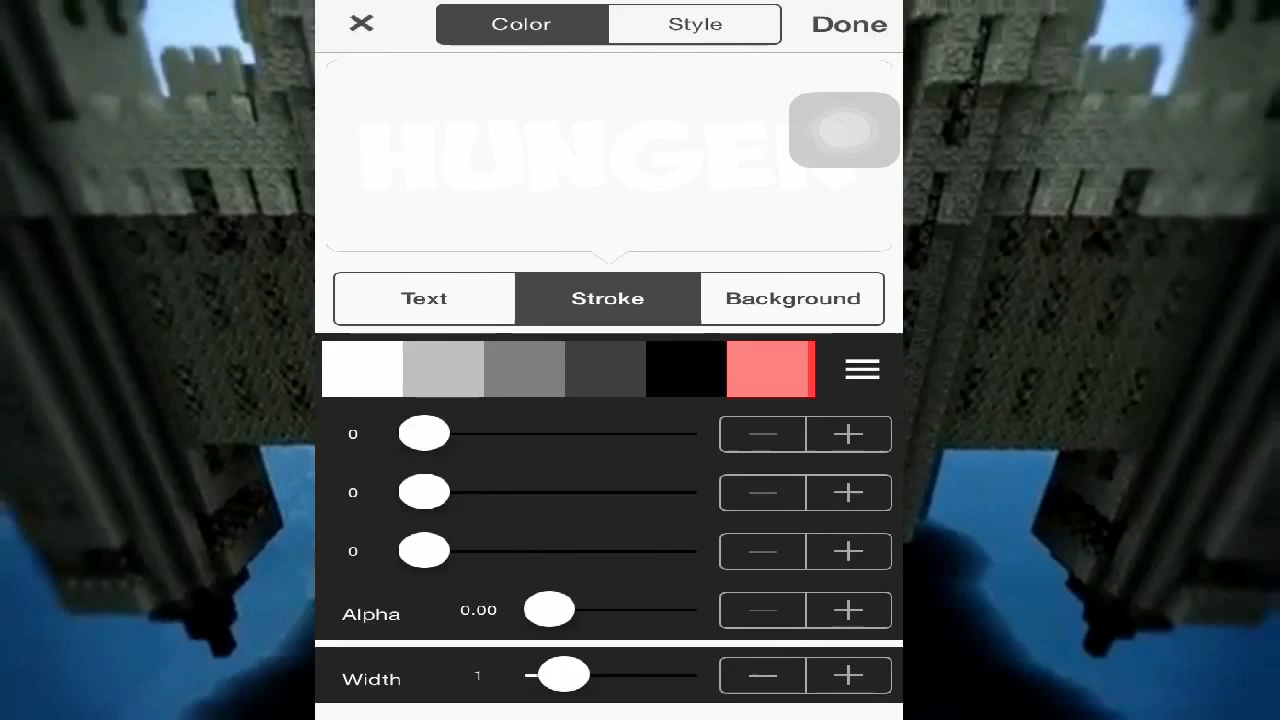 Color Style Done
HUNGER
Text Stroke Background
0
0
0
Alpha 0.00
Width 1